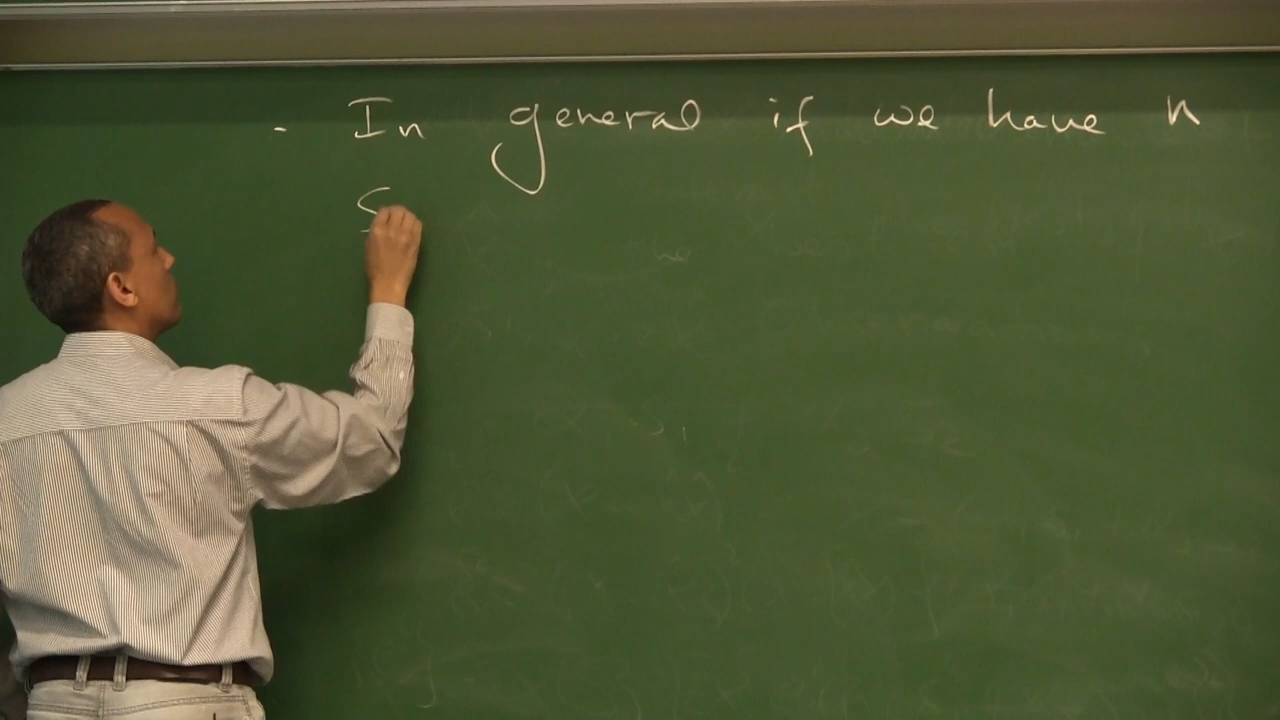 - In general if we have n
S